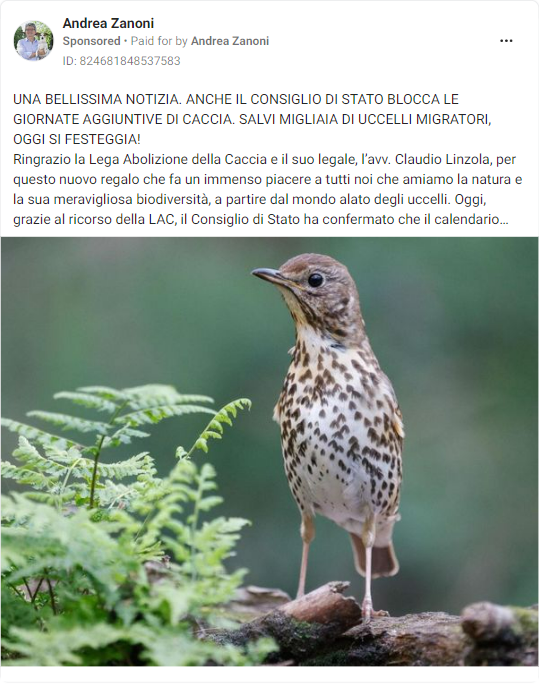 Andrea Zanoni
Sponsored • Paid for by Andrea Zanoni
ID: 824681848537583
UNA BELLISSIMA NOTIZIA. ANCHE IL CONSIGLIO DI STATO BLOCCA LE
GIORNATE AGGIUNTIVE DI CACCIA. SALVI MIGLIAIA DI UCCELLI MIGRATORI,
OGGI SI FESTEGGIA!
Ringrazio la Lega Abolizione della Caccia e il suo legale, l’avv. Claudio Linzola, per
questo nuovo regalo che fa un immenso piacere a tutti noi che amiamo la natura e
la sua meravigliosa biodiversità, a partire dal mondo alato degli uccelli. Oggi,
grazie al ricorso della LAC, il Consiglio di Stato ha confermato che il calendario...